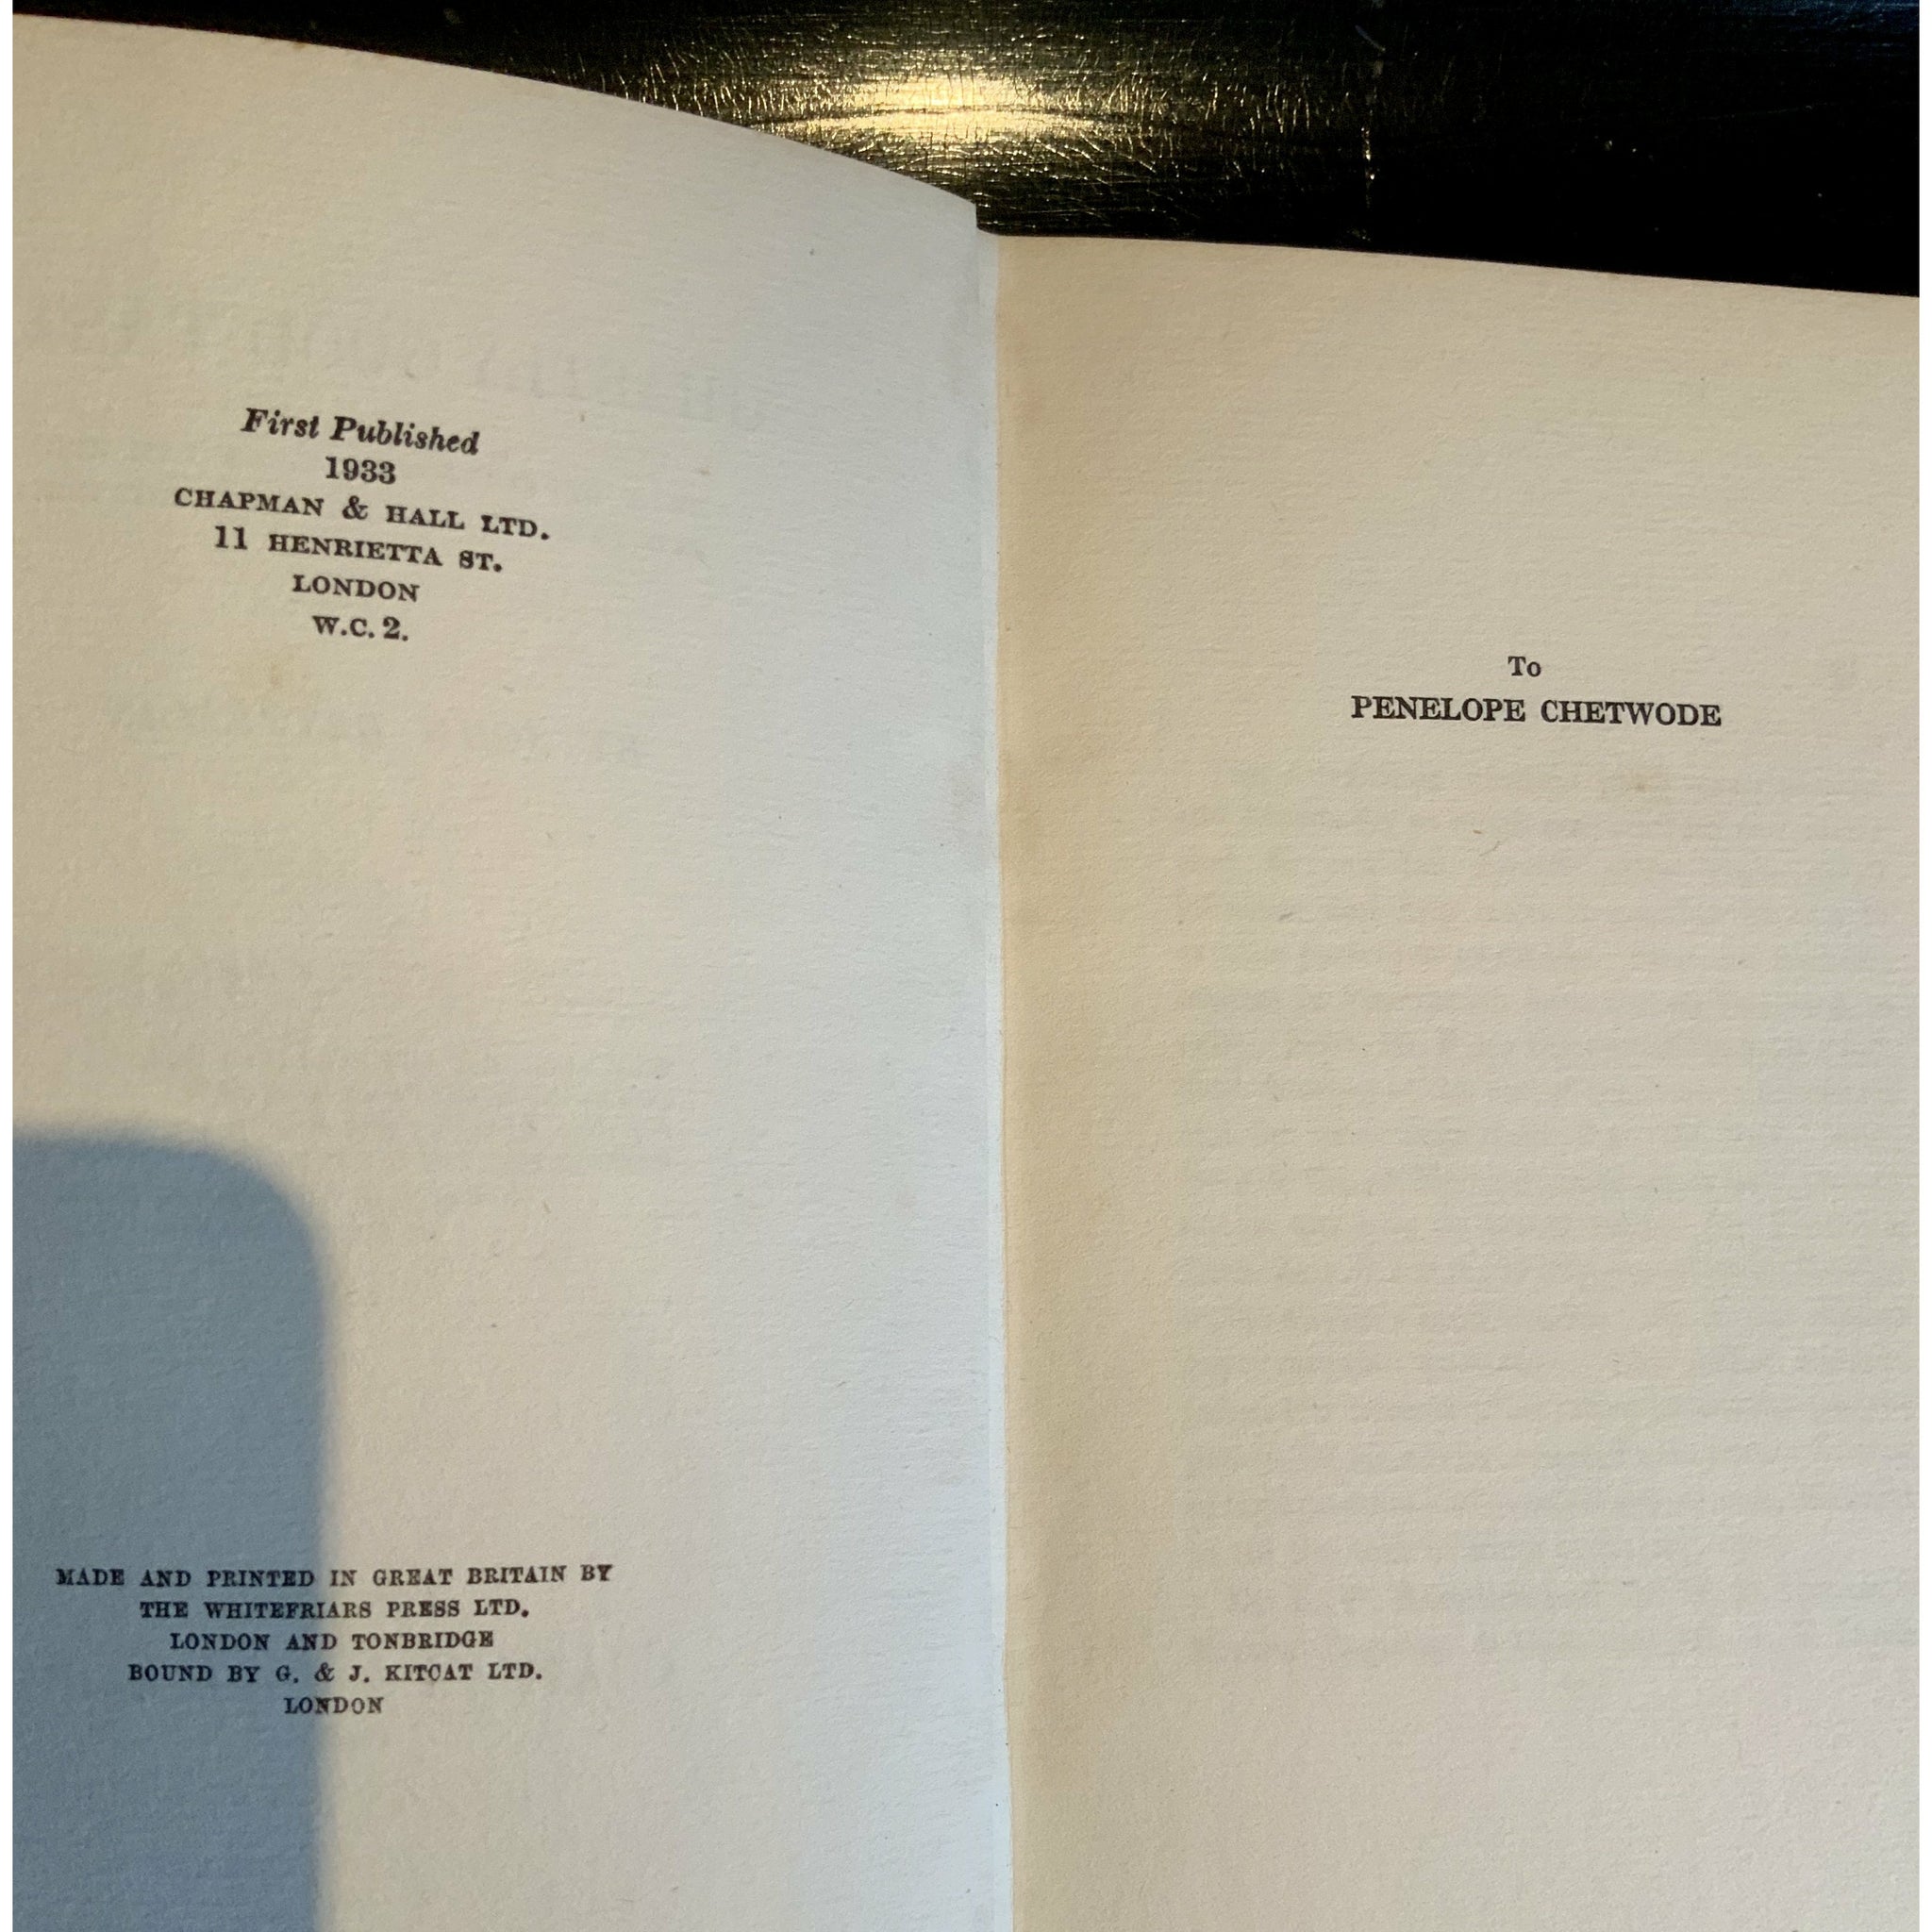 First Published
1933
CHAPMAN & HALL LTD.
11 HENRIETTA ST.
LONDON
W.C. 2.
MADE AND PRINTED IN GREAT BRITAIN BY
THE WHITEFRIARS PRESS LTD.
LONDON AND TONBRIDGE
BOUND BY G. & J. KITCAT LTD.
LONDON
To
PENELOPE CHETWODE